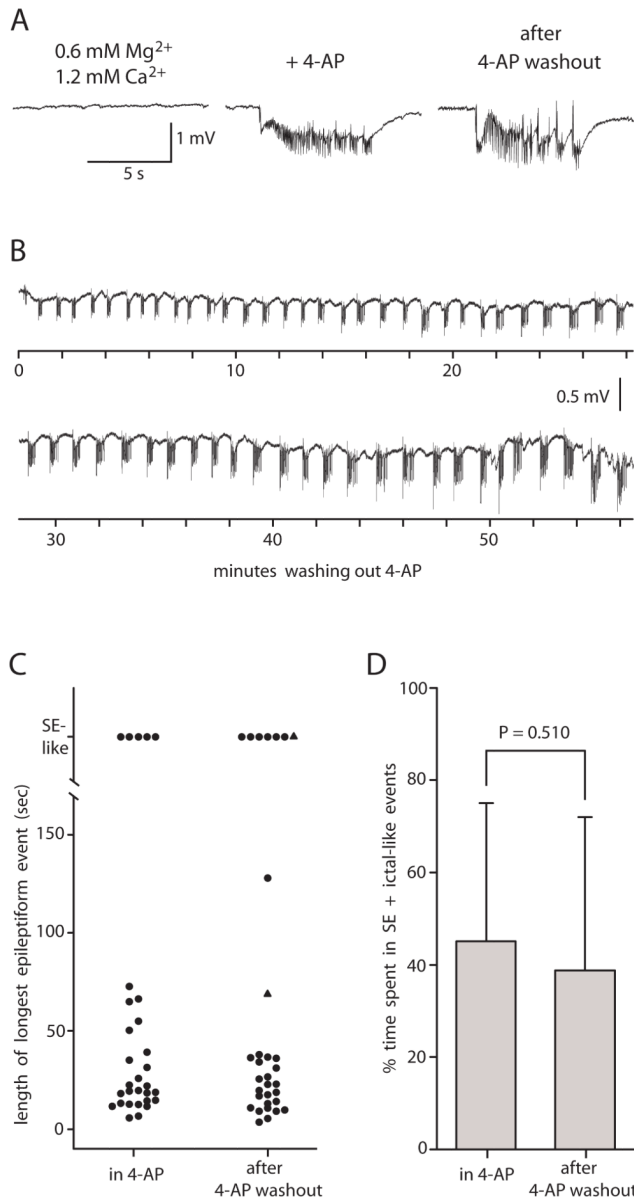 A
0.6 mM Mg2+
1.2 mM Ca2+
+ 4-AP
after
4-AP washout
1 mV
5 s
B
0 10 20
0.5 mV
30 40 50
minutes washing out 4-AP
C
length of longest epileptiform event (sec)
SE-
like
150
100
50
0
in 4-AP
after
4-AP washout
D
% time spent in SE + ictal-like events
100
80
60
40
20
0
P = 0.510
in 4-AP
after
4-AP washout